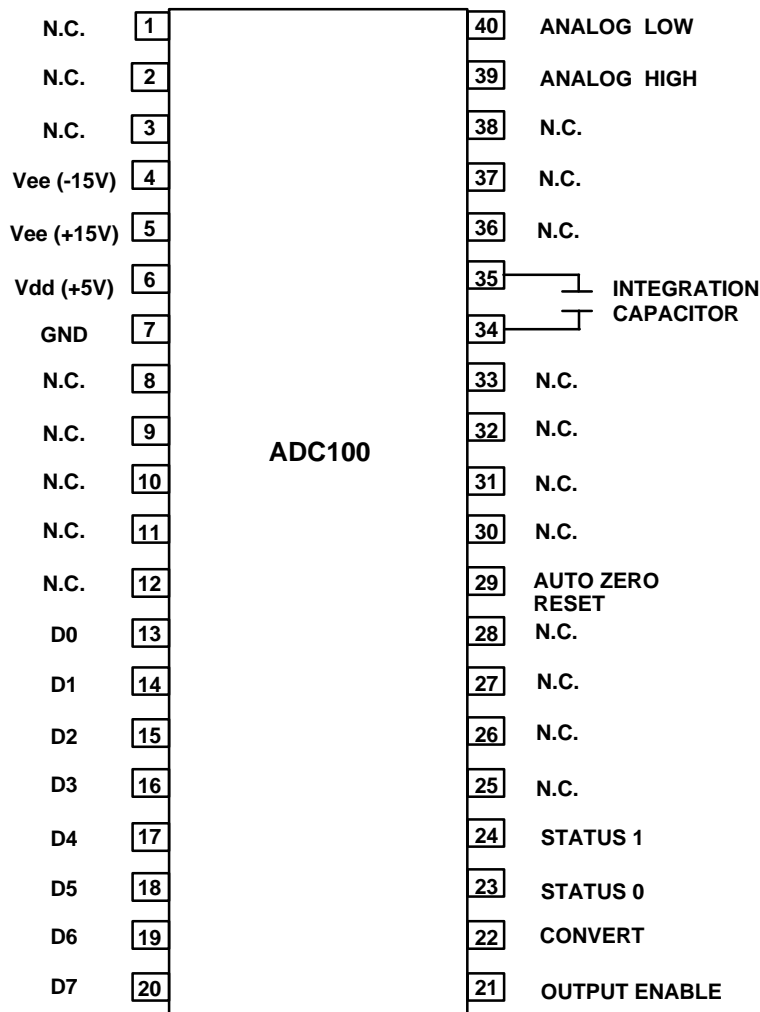 N.C. 1 40 ANALOG LOW
N.C. 2 39 ANALOG HIGH
N.C. 3 38 N.C.
Vee (-15V) 4 37 N.C.
Vee (+15V) 5 36 N.C.
Vdd (+5V) 6 35
INTEGRATION
CAPACITOR
GND 7 34
N.C. 8 33 N.C.
N.C. 9 32 N.C.
ADC100
N.C. 10 31 N.C.
N.C. 11 30 N.C.
N.C. 12 29 AUTO ZERO
RESET
D0 13 28 N.C.
D1 14 27 N.C.
D2 15 26 N.C.
D3 16 25 N.C.
D4 17 24 STATUS 1
D5 18 23 STATUS 0
D6 19 22 CONVERT
D7 20 21 OUTPUT ENABLE